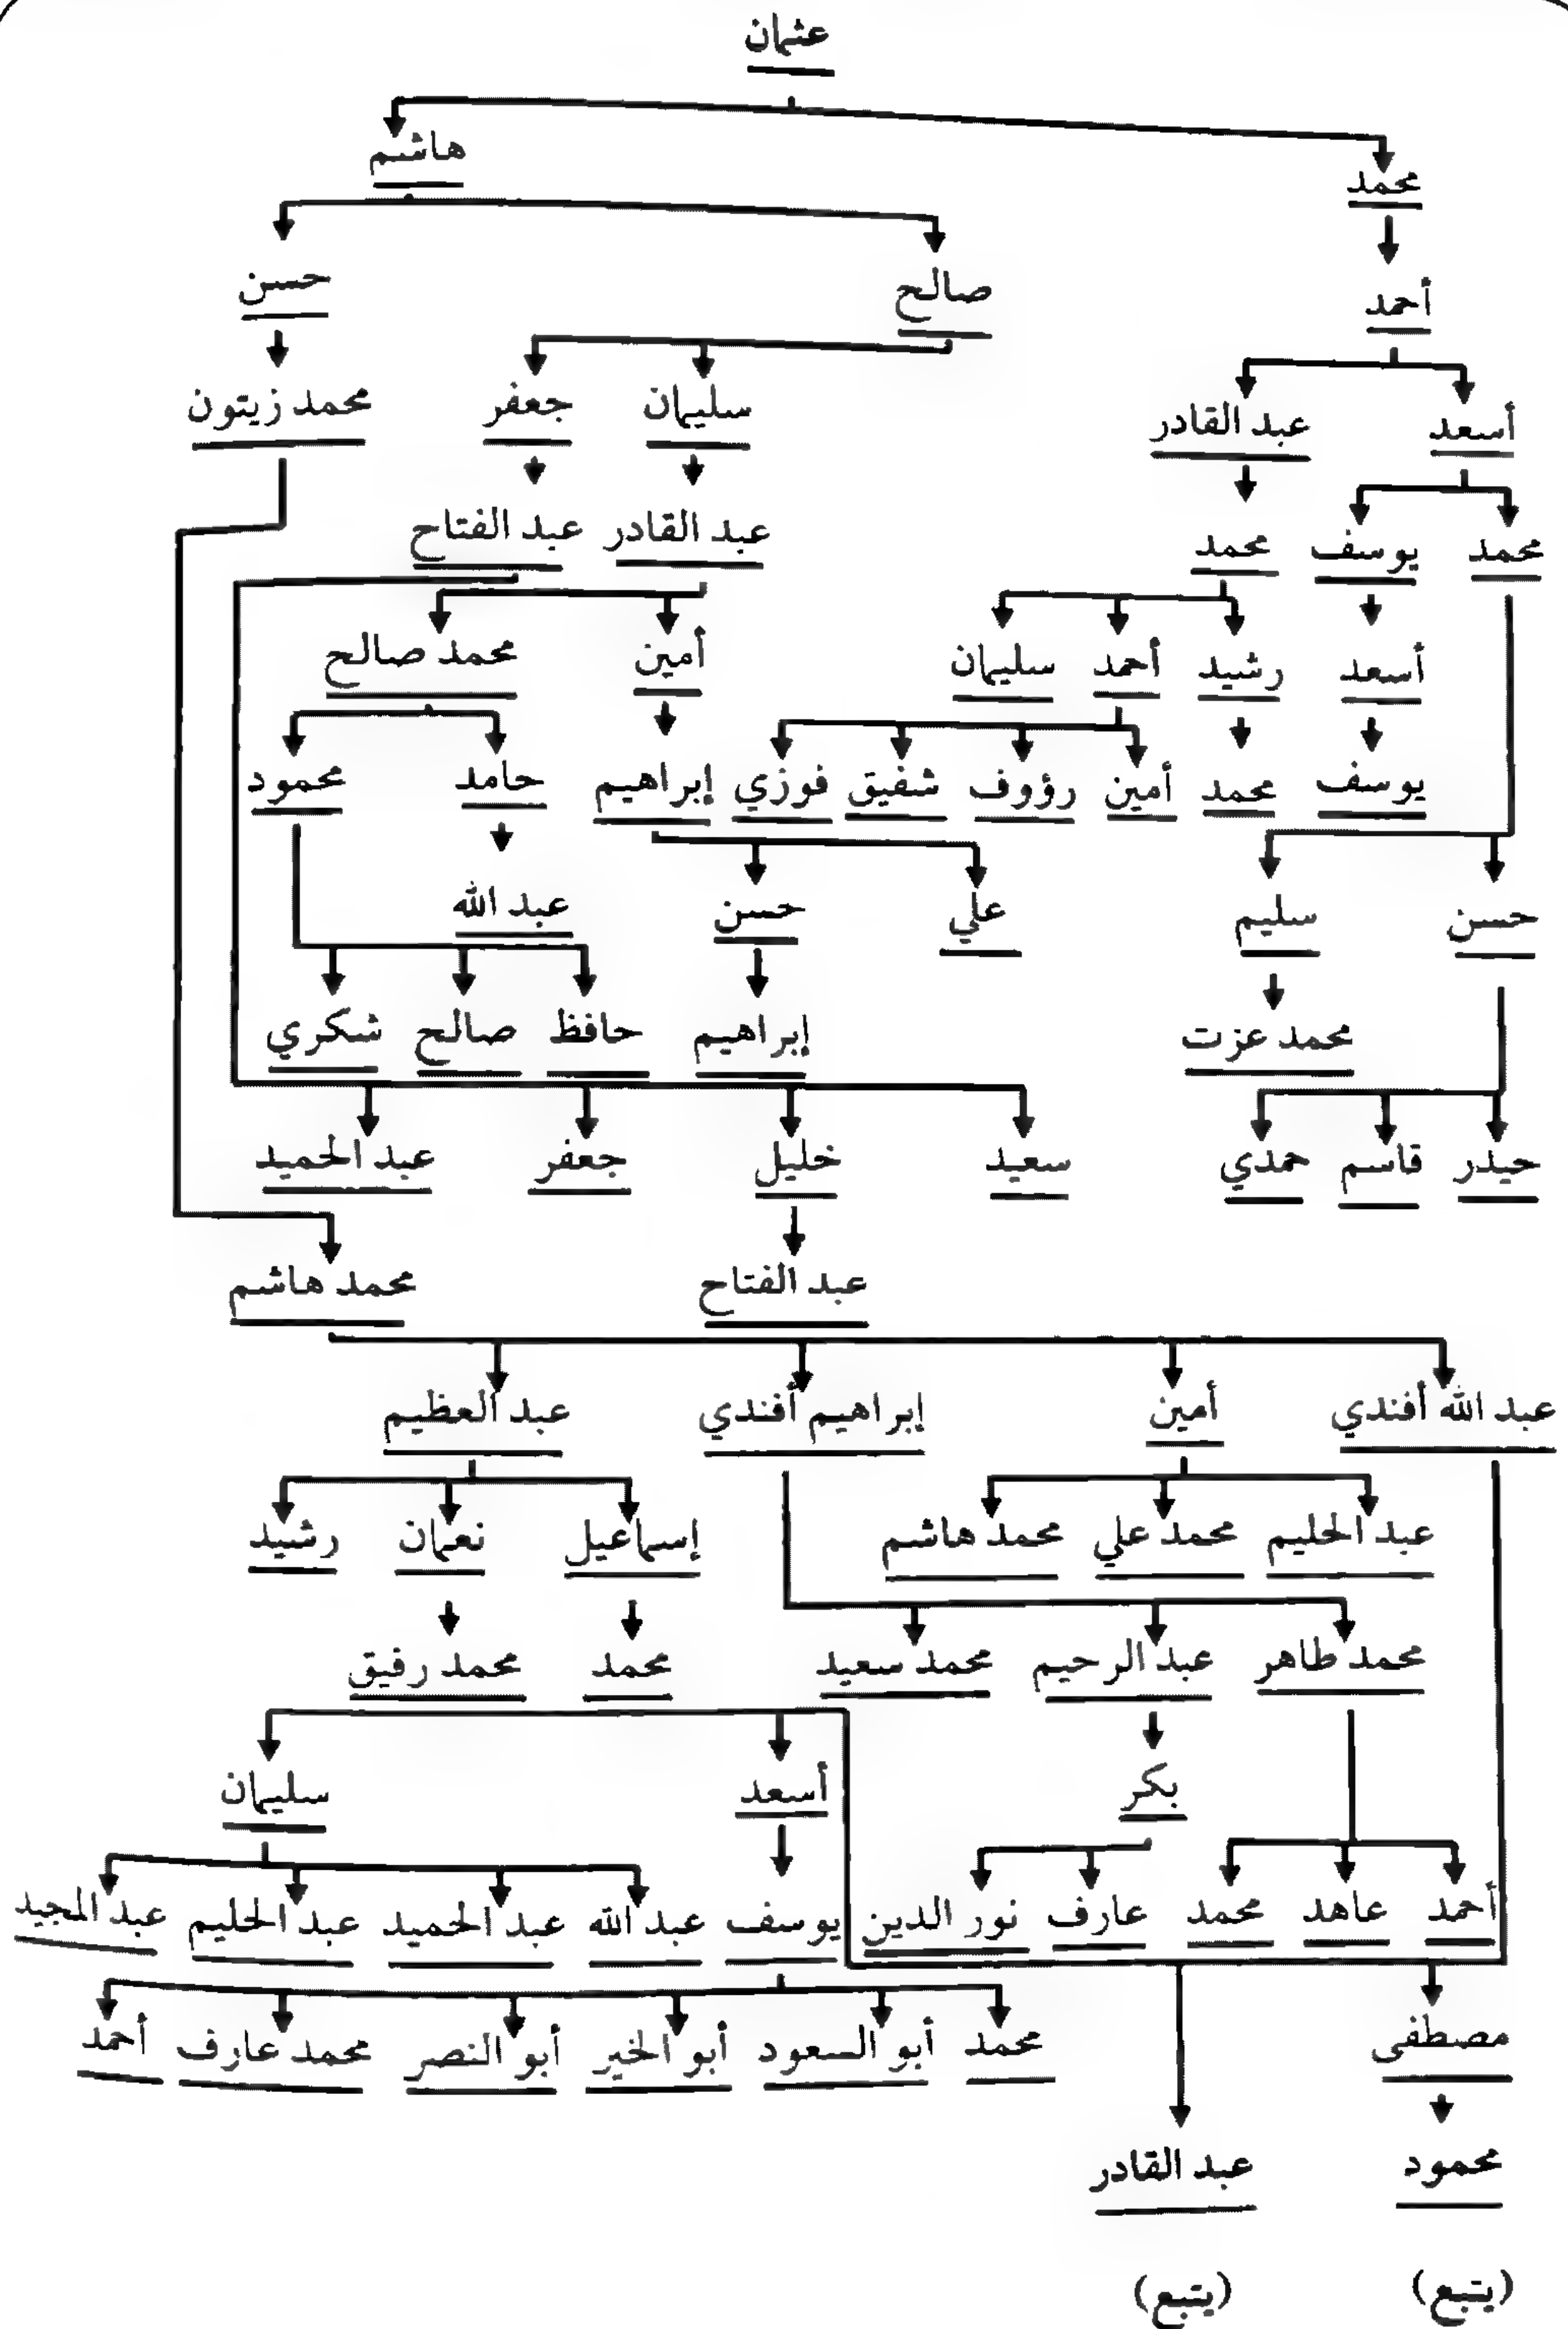 عثمان
هاشم
محمد
حسن
صالح
أحمد
أسعد
عبد القادر
سليمان
جعفر
محمد زيتون
محمد
يوسف
محمد
عبد القادر
عبد الفتاح
أسعد
رشيد
أحمد
سليمان
أمين
محمد صالح
يوسف
محمد
أمين
رؤوف
شفيق
فوزي
إبراهيم
حامد
محمود
حسن
سليم
علي
حسن
عبد الله
محمد عزت
إبراهيم
حافظ
صالح
شكري
حيدر
قاسم
حمدي
سعيد
خليل
جعفر
عبد الحميد
عبد الفتاح
محمد هاشم
عبد الله أفندي
أمين
إبراهيم أفندي
عبد العظيم
عبد الحليم
محمد علي
محمد هاشم
إسماعيل
نعمان
رشيد
محمد طاهر
عبد الرحيم
محمد سعيد
محمد
محمد رفيق
بكر
أسعد
سليمان
أحمد
عاهد
محمد
عارف
نور الدين
يوسف
عبد الله
عبد الحميد
عبد الحليم
عبد المجيد
مصطفى
محمد
أبو السعود
أبو الخير
أبو النصر
محمد عارف
أحمد
محمود
عبد القادر
(يتبع)
(يتبع)